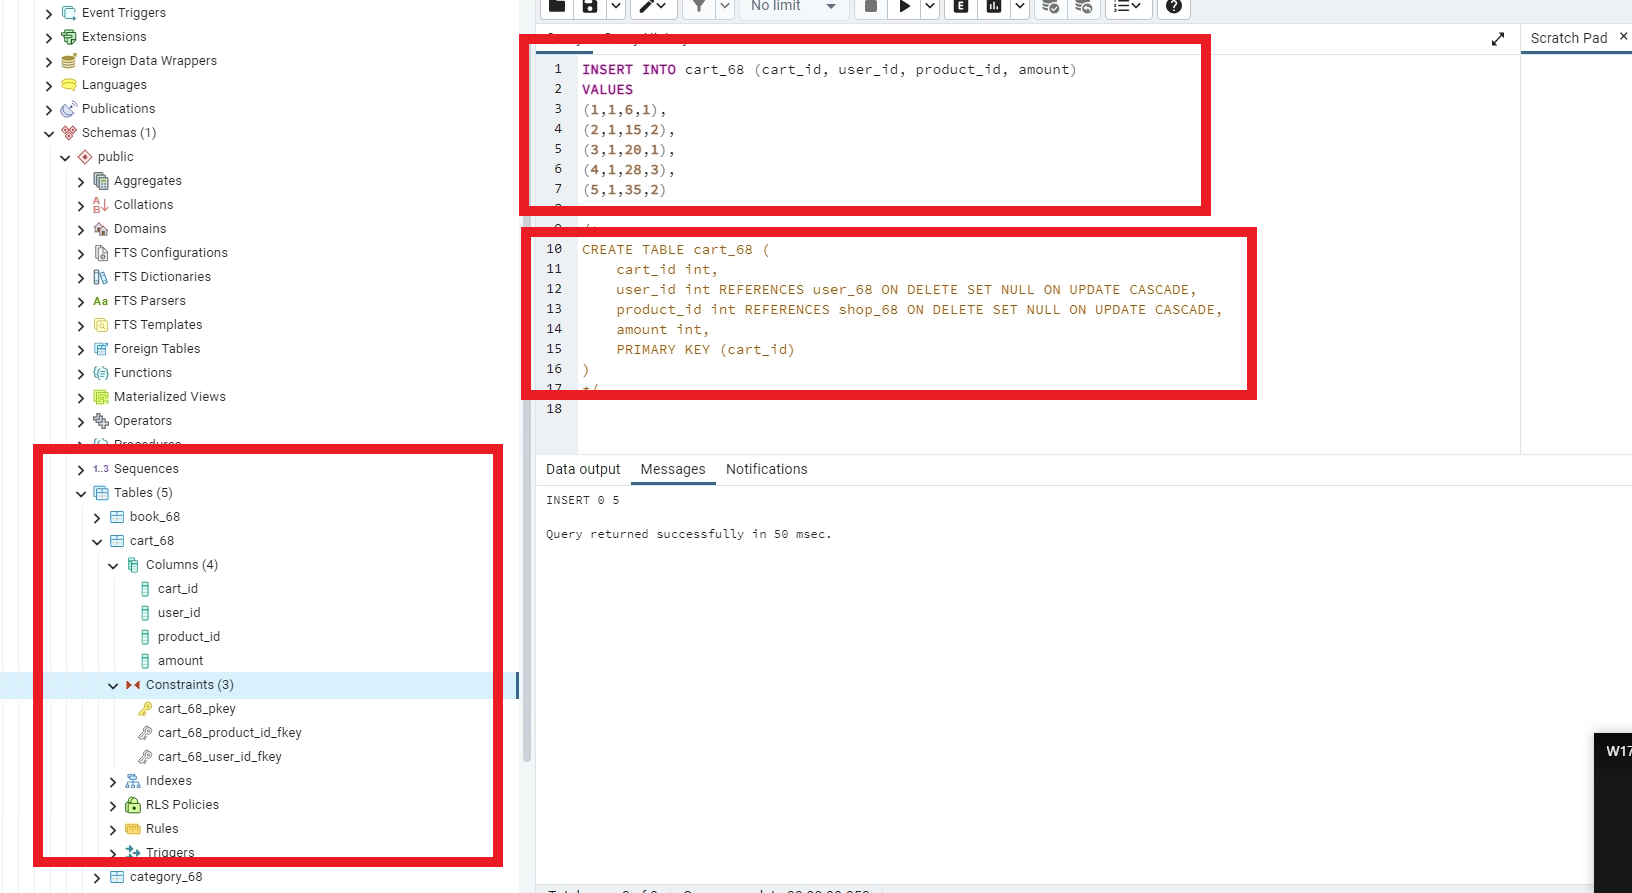 Event Triggers
Extensions
Foreign Data Wrappers
Languages
Publications
Schemas (1)
public
Aggregates
Collations
Domains
FTS Configurations
FTS Dictionaries
Aa FTS Parsers
FTS Templates
Foreign Tables
Functions
Materialized Views
Operators
Procedures
1..3 Sequences
Tables (5)
book_68
cart_68
Columns (4)
cart_id
user_id
product_id
amount
Constraints (3)
cart_68_pkey
cart_68_product_id_fkey
cart_68_user_id_fkey
Indexes
RLS Policies
Rules
Triggers
category_68
No limit
E
Scratch Pad ×
1 INSERT INTO cart_68 (cart_id, user_id, product_id, amount)
2 VALUES
3 (1,1,6,1),
4 (2,1,15,2),
5 (3,1,20,1),
6 (4,1,28,3),
7 (5,1,35,2)
10 CREATE TABLE cart_68 (
11 cart_id int,
12 user_id int REFERENCES user_68 ON DELETE SET NULL ON UPDATE CASCADE,
13 product_id int REFERENCES shop_68 ON DELETE SET NULL ON UPDATE CASCADE,
14 amount int,
15 PRIMARY KEY (cart_id)
16 )
17 */
18
Data output Messages Notifications
INSERT 0 5
Query returned successfully in 50 msec.
W17